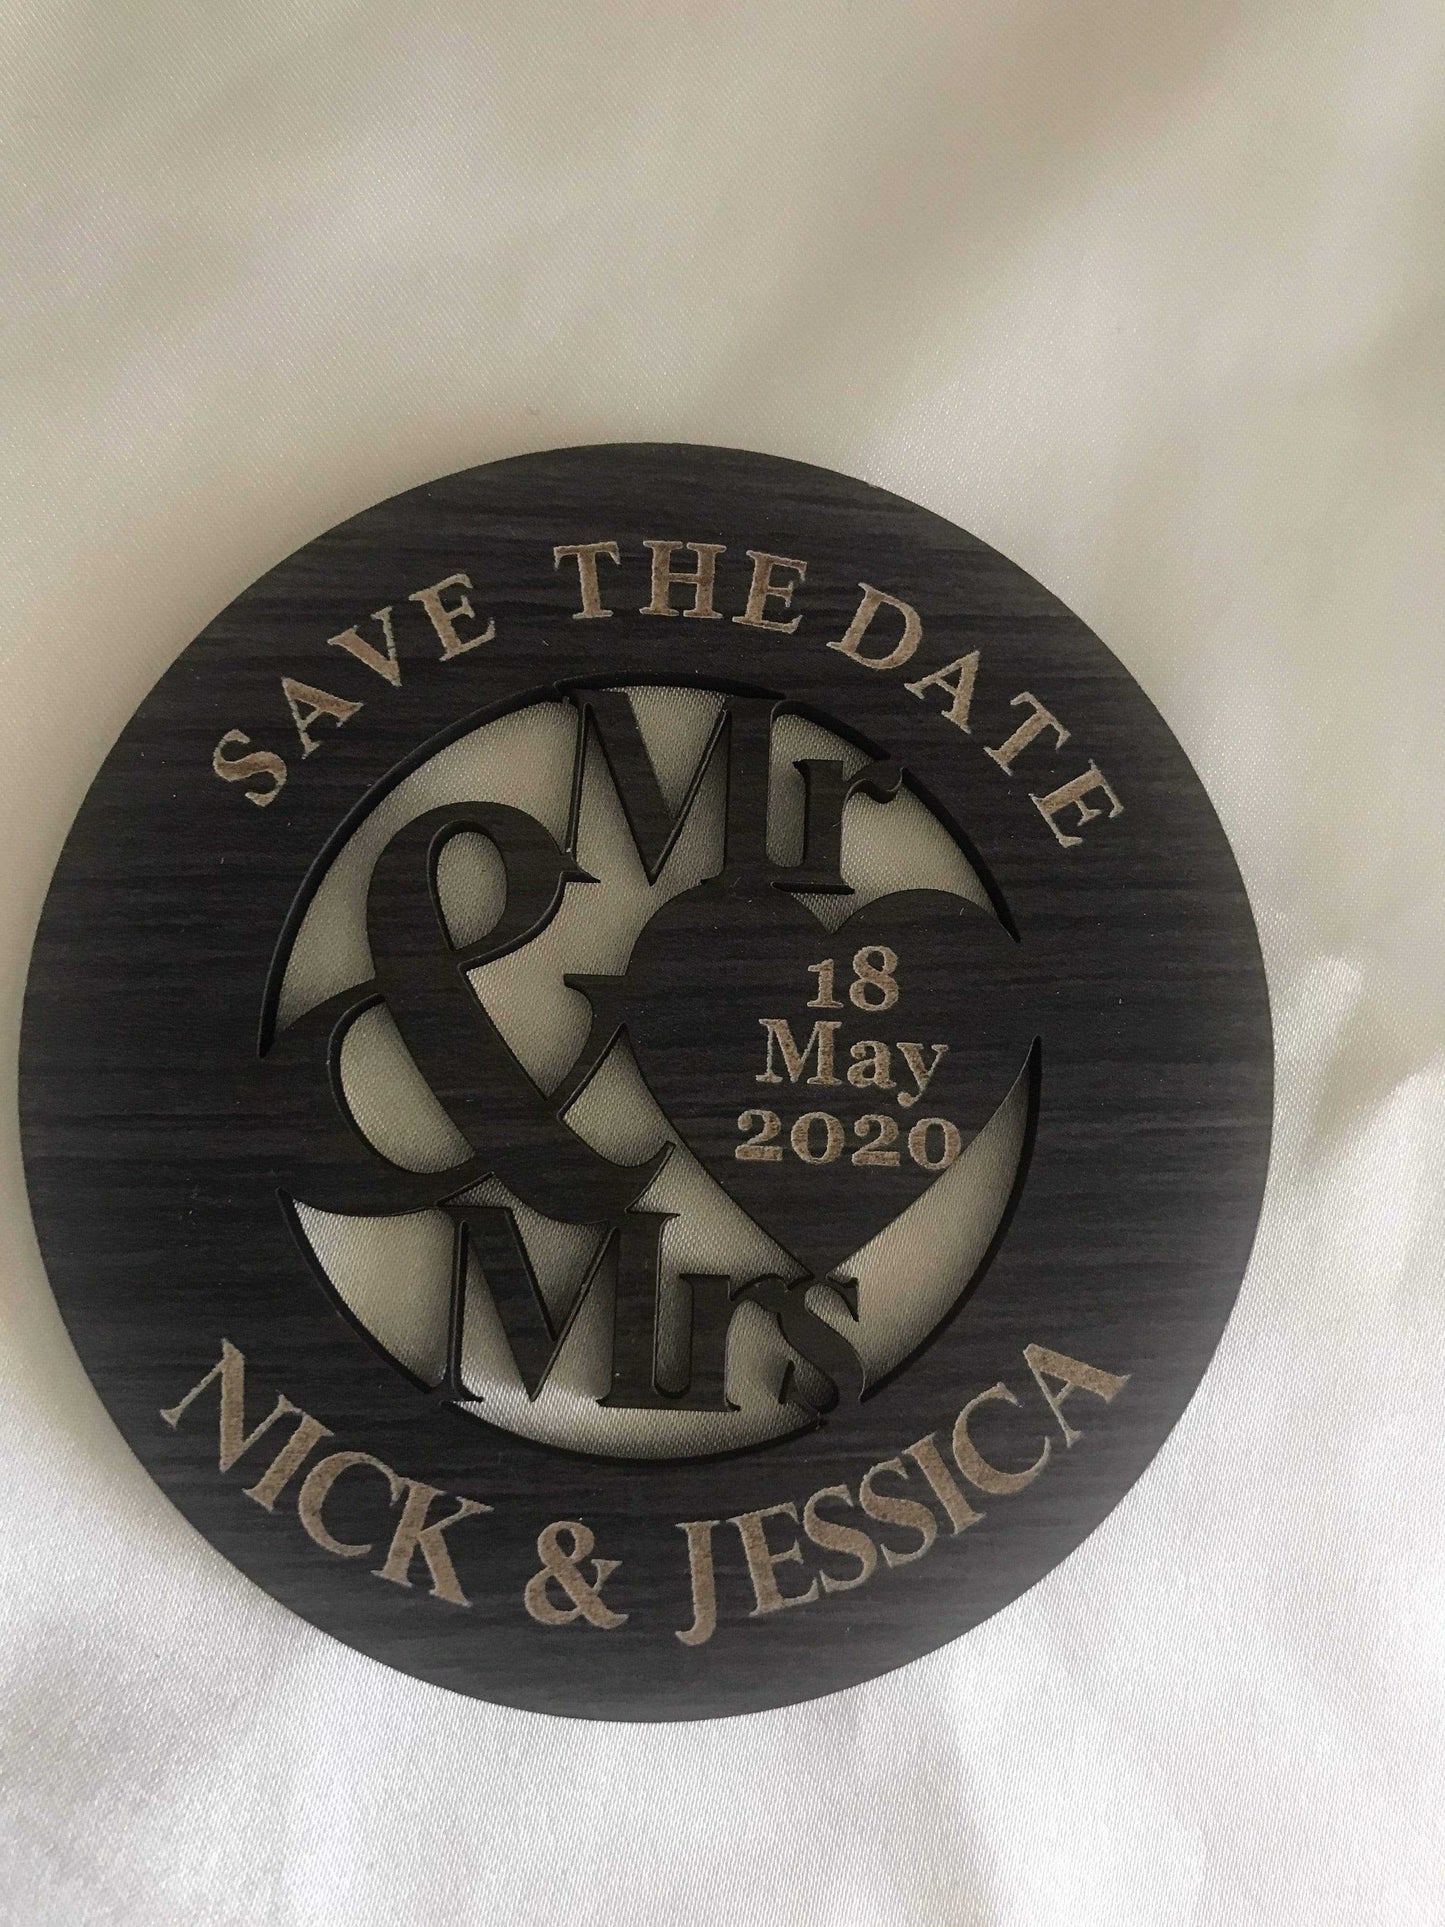 SAVE THE DATE
Mr
&
18
May
2020
Mrs
NICK & JESSICA